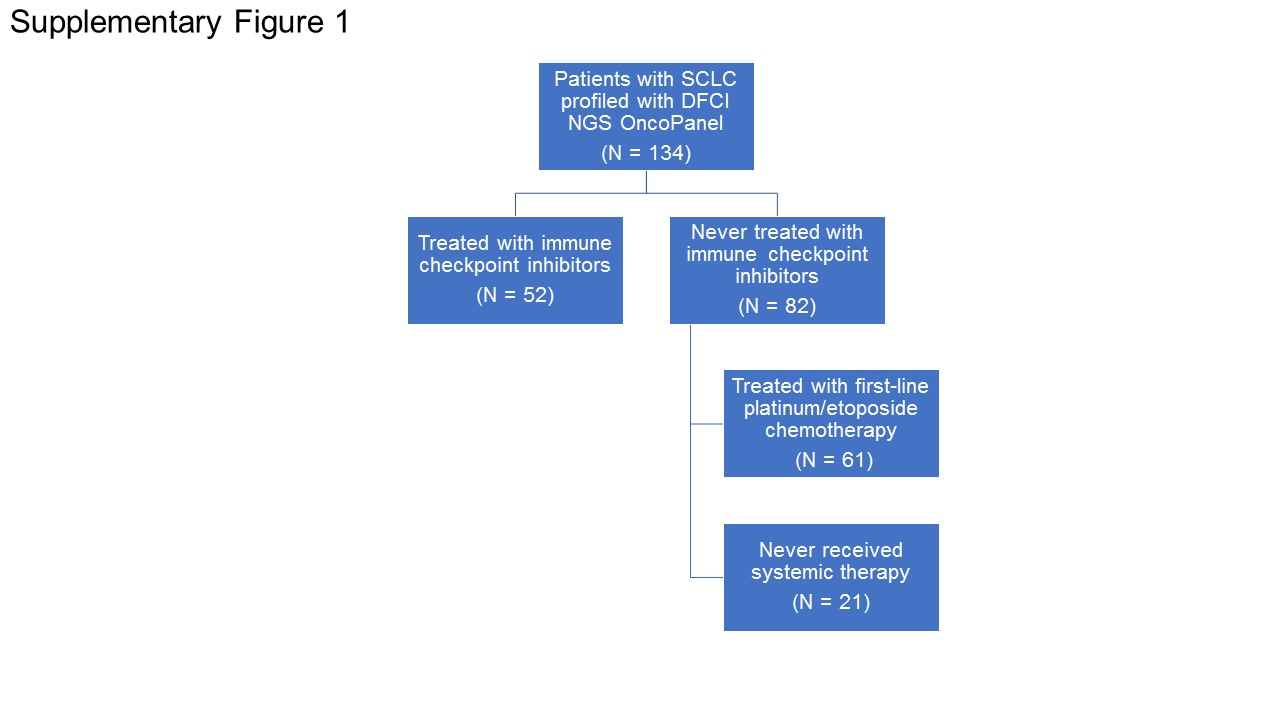 Supplementary Figure 1
Patients with SCLC
profiled with DFCI
NGS OncoPanel
(N = 134)
Treated with immune
checkpoint inhibitors
(N = 52)
Never treated with
immune checkpoint
inhibitors
(N = 82)
Treated with first-line
platinum/etoposide
chemotherapy
(N = 61)
Never received
systemic therapy
(N = 21)